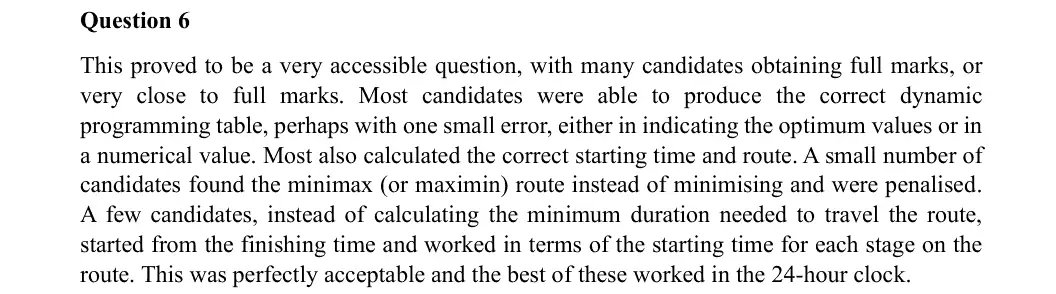 Question 6
This proved to be a very accessible question, with many candidates obtaining full marks, or
very close to full marks. Most candidates were able to produce the correct dynamic
programming table, perhaps with one small error, either in indicating the optimum values or in
a numerical value. Most also calculated the correct starting time and route. A small number of
candidates found the minimax (or maximin) route instead of minimising and were penalised.
A few candidates, instead of calculating the minimum duration needed to travel the route,
started from the finishing time and worked in terms of the starting time for each stage on the
route. This was perfectly acceptable and the best of these worked in the 24-hour clock.